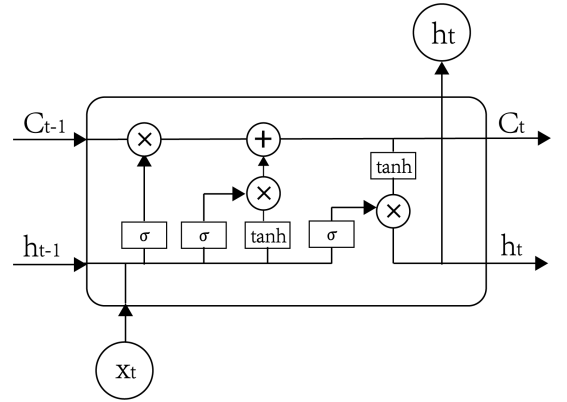 ht
Ct-1
×
+
Ct
tanh
×
×
σ
σ
tanh
σ
ht-1
ht
xt